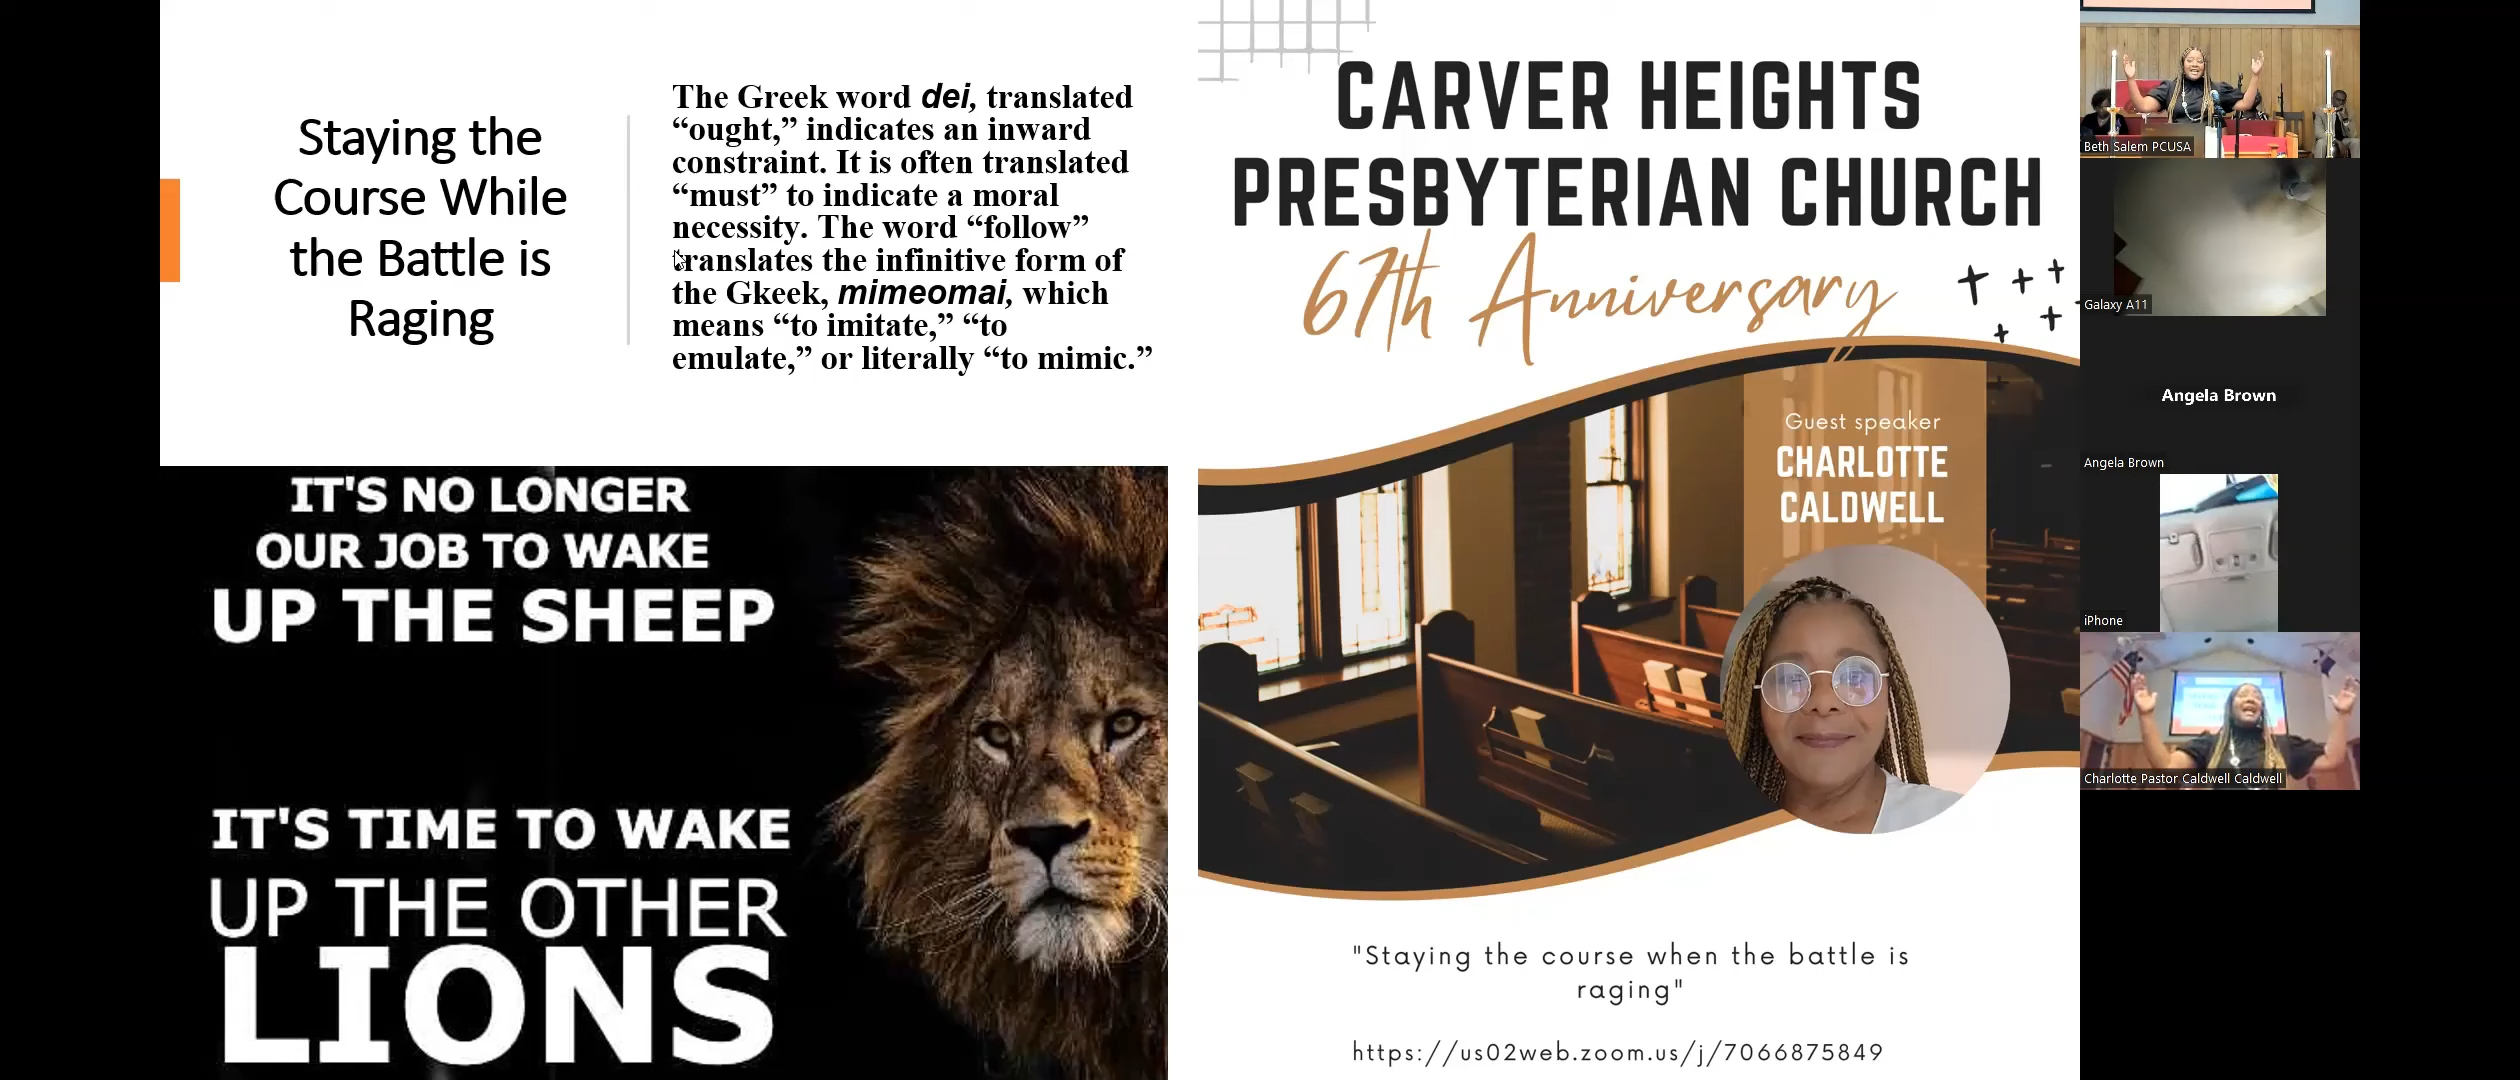 Staying the
Course While
the Battle is
Raging
The Greek word dei, translated
“ought,” indicates an inward
constraint. It is often translated
“must” to indicate a moral
necessity. The word “follow”
translates the infinitive form of
the Gkeek, mimeomai, which
means “to imitate,” “to
emulate,” or literally “to mimic.”
IT'S NO LONGER
OUR JOB TO WAKE
UP THE SHEEP
IT'S TIME TO WAKE
UP THE OTHER
LIONS
CARVER HEIGHTS
PRESBYTERIAN CHURCH
67th Anniversary
Guest speaker
CHARLOTTE
CALDWELL
"Staying the course when the battle is
raging"
https://us02web.zoom.us/j/7066875849
Beth Salem PCUSA
Galaxy A11
Angela Brown
Angela Brown
iPhone
Charlotte Pastor Caldwell Caldwell